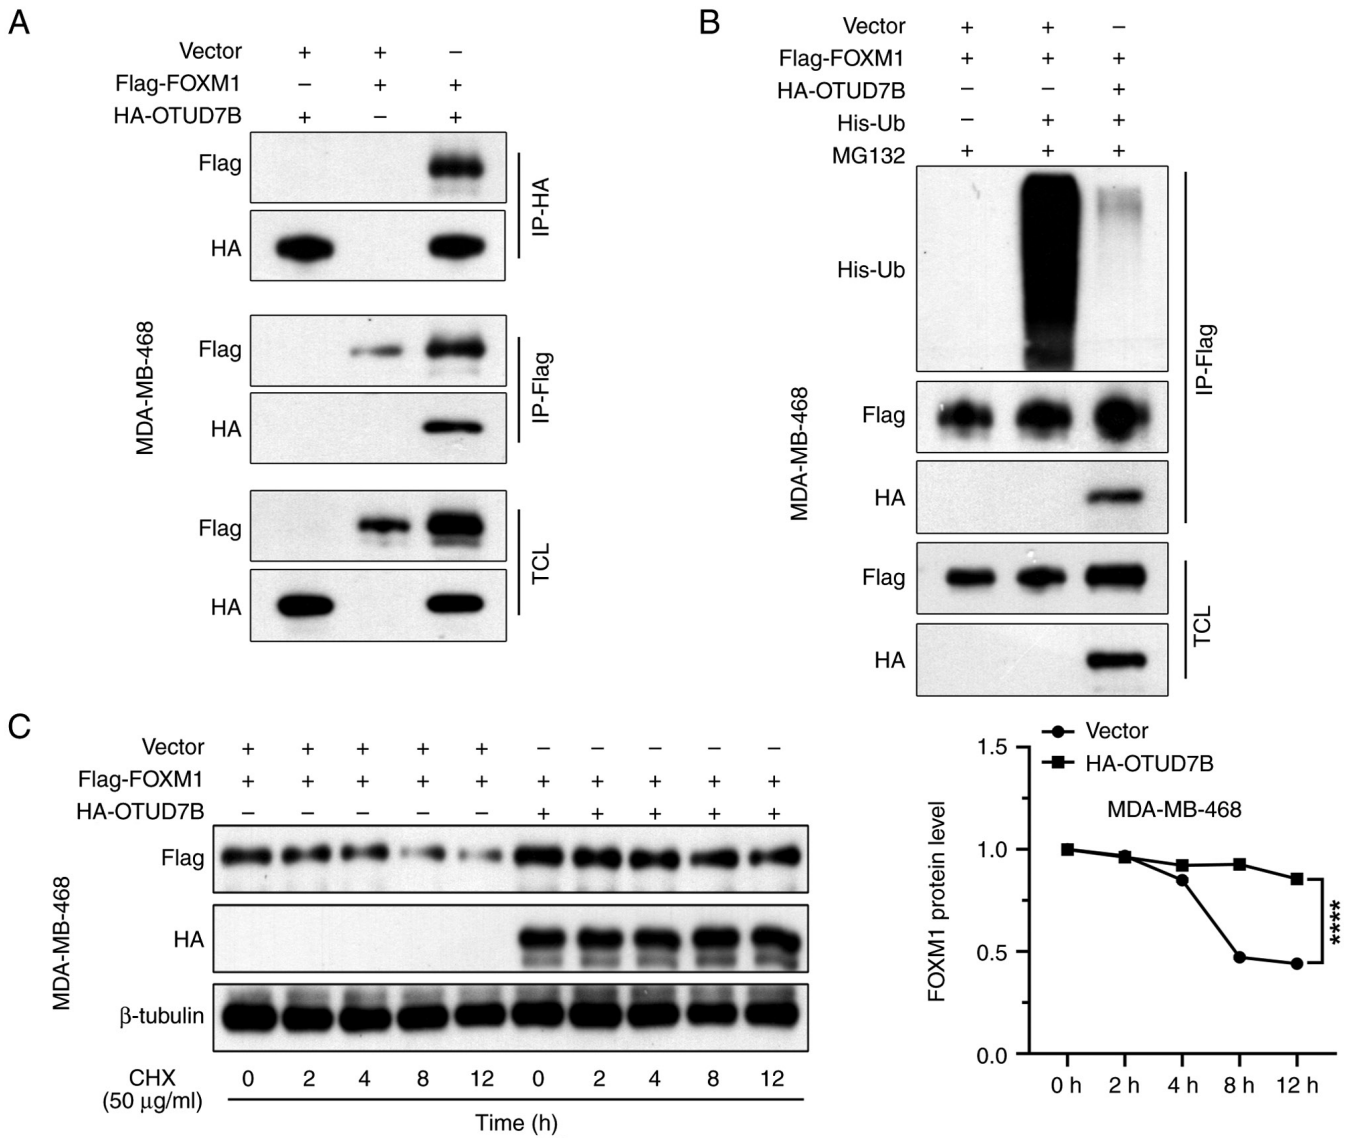 A
Vector + + −
Flag-FOXM1 − + +
HA-OTUD7B + − +
Flag
HA
IP-HA
Flag
HA
IP-Flag
Flag
HA
TCL
MDA-MB-468
B
Vector + + −
Flag-FOXM1 + + +
HA-OTUD7B − − +
His-Ub − + +
MG132 + + +
His-Ub
Flag
HA
IP-Flag
Flag
HA
TCL
MDA-MB-468
C
Vector + + + + + − − − − −
Flag-FOXM1 + + + + + + + + + +
HA-OTUD7B − − − − − + + + + +
Flag
HA
β-tubulin
MDA-MB-468
CHX 0 2 4 8 12 0 2 4 8 12
(50 μg/ml)
Time (h)
Vector
HA-OTUD7B
MDA-MB-468
FOXM1 protein level
1.5
1.0
0.5
0.0
0 h 2 h 4 h 8 h 12 h
****